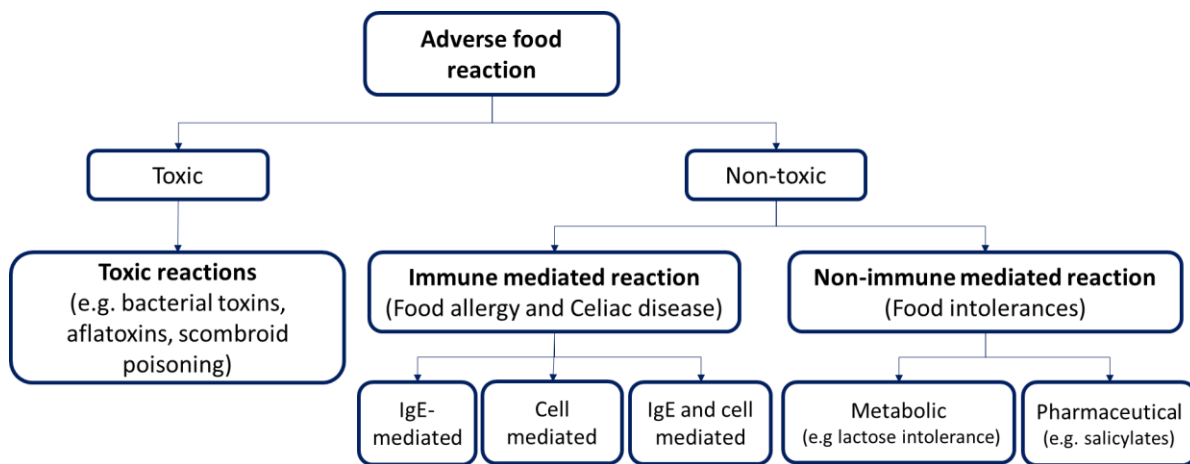 Adverse food
reaction
Toxic
Non-toxic
Toxic reactions
(e.g. bacterial toxins,
aflatoxins, scombroid
poisoning)
Immune mediated reaction
(Food allergy and Celiac disease)
Non-immune mediated reaction
(Food intolerances)
IgE-
mediated
Cell
mediated
IgE and cell
mediated
Metabolic
(e.g lactose intolerance)
Pharmaceutical
(e.g. salicylates)